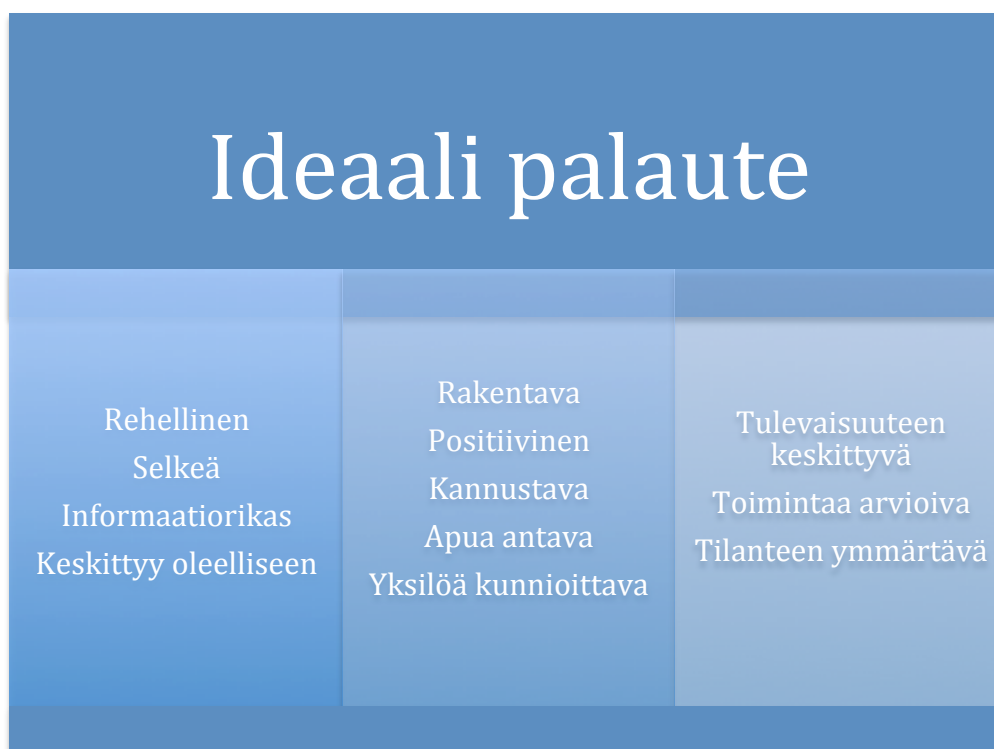 Ideaali palaute
Rehellinen
Selkeä
Informaatiorikas
Keskittyy oleelliseen
Rakentava
Positiivinen
Kannustava
Apua antava
Yksilöä kunnioittava
Tulevaisuuteen
keskittyvä
Toimintaa arvioiva
Tilanteen ymmärtävä